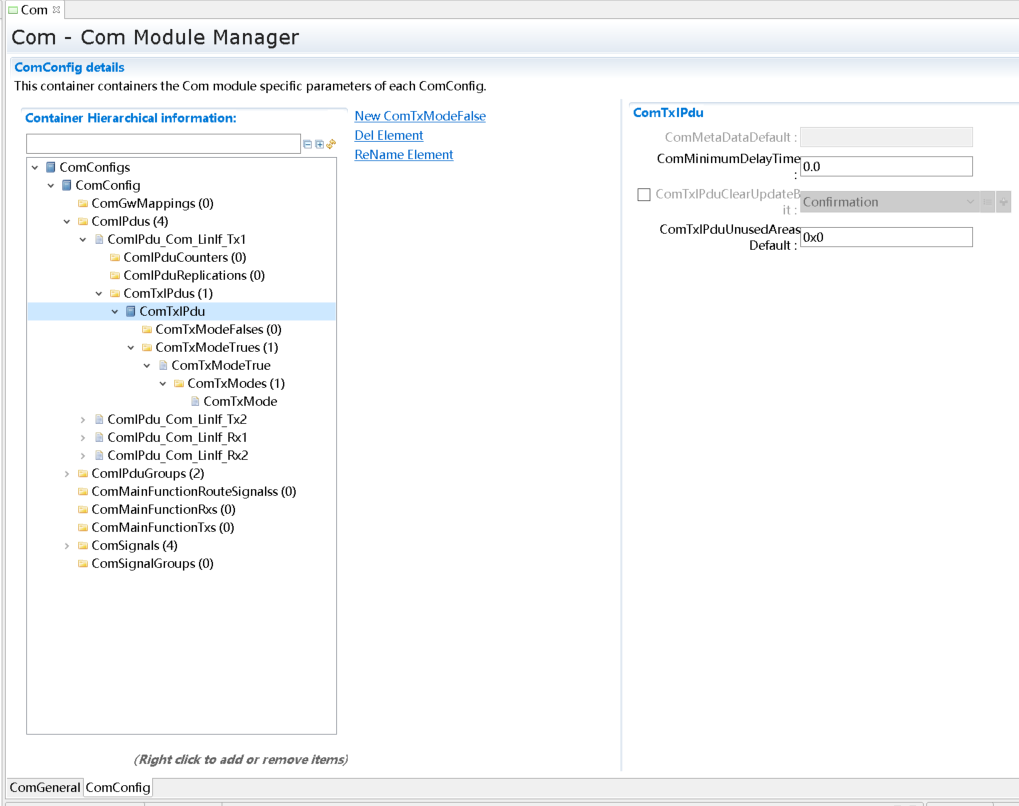 Com
Com - Com Module Manager
ComConfig details
This container containers the Com module specific parameters of each ComConfig.
Container Hierarchical information:
New ComTxModeFalse
Del Element
ReName Element
ComConfigs
ComConfig
ComGwMappings (0)
ComIPdus (4)
ComIPdu_Com_LinIf_Tx1
ComIPduCounters (0)
ComIPduReplications (0)
ComTxIPdus (1)
ComTxIPdu
ComTxModeFalses (0)
ComTxModeTrues (1)
ComTxModeTrue
ComTxModes (1)
ComTxMode
ComIPdu_Com_LinIf_Tx2
ComIPdu_Com_LinIf_Rx1
ComIPdu_Com_LinIf_Rx2
ComIPduGroups (2)
ComMainFunctionRouteSignalss (0)
ComMainFunctionRxs (0)
ComMainFunctionTxs (0)
ComSignals (4)
ComSignalGroups (0)
(Right click to add or remove items)
ComTxIPdu
ComMetaDataDefault :
ComMinimumDelayTime
: 0.0
ComTxIPduClearUpdateB
it : Confirmation
ComTxIPduUnusedAreas
Default : 0x0
ComGeneral ComConfig